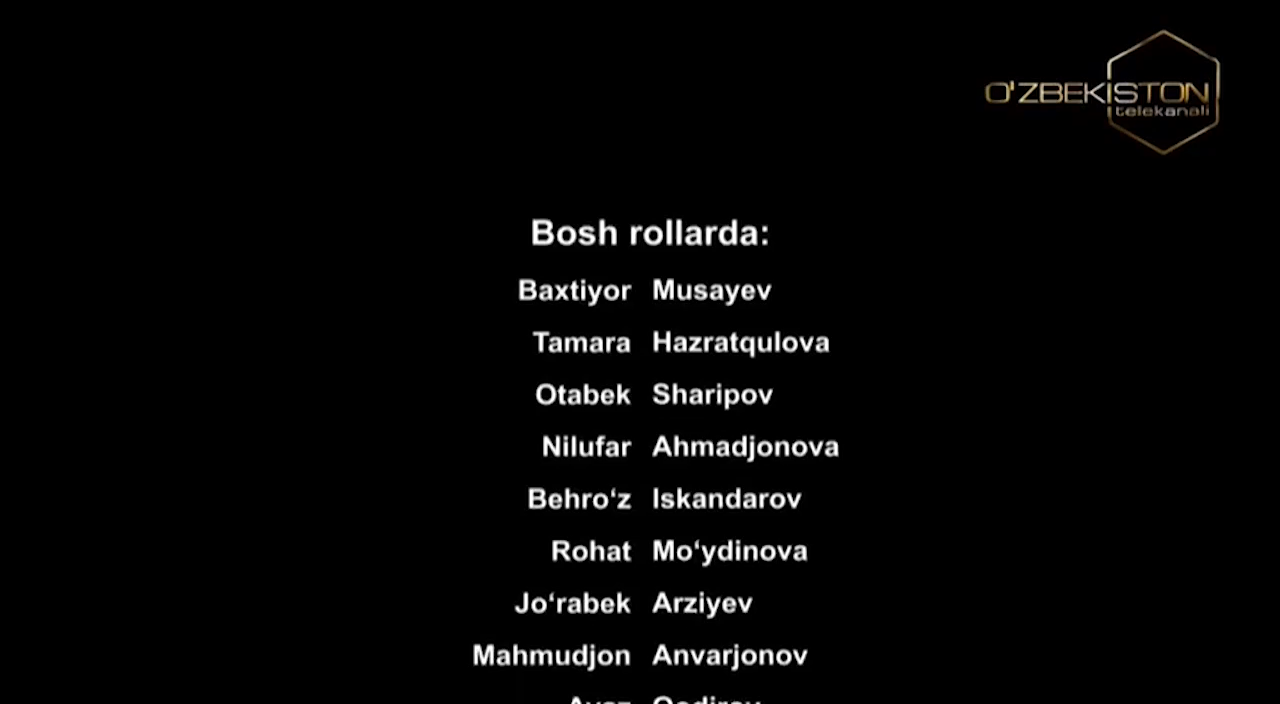 O'ZBEKISTON
telekanali
Bosh rollarda:
Baxtiyor Musayev
Tamara Hazratqulova
Otabek Sharipov
Nilufar Ahmadjonova
Behro‘z Iskandarov
Rohat Mo‘ydinova
Jo‘rabek Arziyev
Mahmudjon Anvarjonov